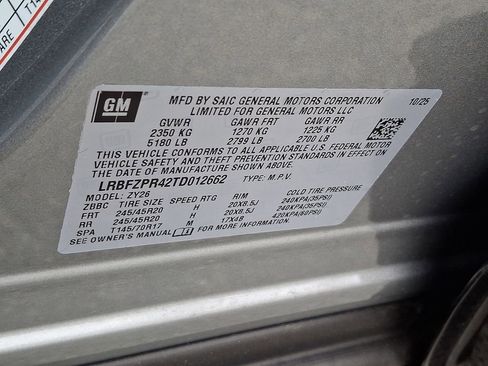 ARE T14
GM
MFD BY SAIC GENERAL MOTORS CORPORATION 10/25
LIMITED FOR GENERAL MOTORS LLC
GVWR GAWR FRT GAWR RR
2350 KG 1270 KG 1225 KG
5180 LB 2799 LB 2700 LB
THIS VEHICLE CONFORMS TO ALL APPLICABLE U.S. FEDERAL MOTOR
VEHICLE SAFETY AND THEFT PREVENTION STANDARDS IN EFFECT ON
THE DATE OF MANUFACTURE SHOWN ABOVE.
LRBFZPR42TD012662 TYPE: M.P.V.
MODEL: ZY26
ZBBC TIRE SIZE SPEED RTG RIM COLD TIRE PRESSURE
FRT 245/45R20 H 20X8.5J 240KPA(35PSI)
RR 245/45R20 H 20X8.5J 240KPA(35PSI)
SPA T145/70R17 M 17X4B 420KPA(60PSI)
SEE OWNER'S MANUAL FOR MORE INFORMATION.